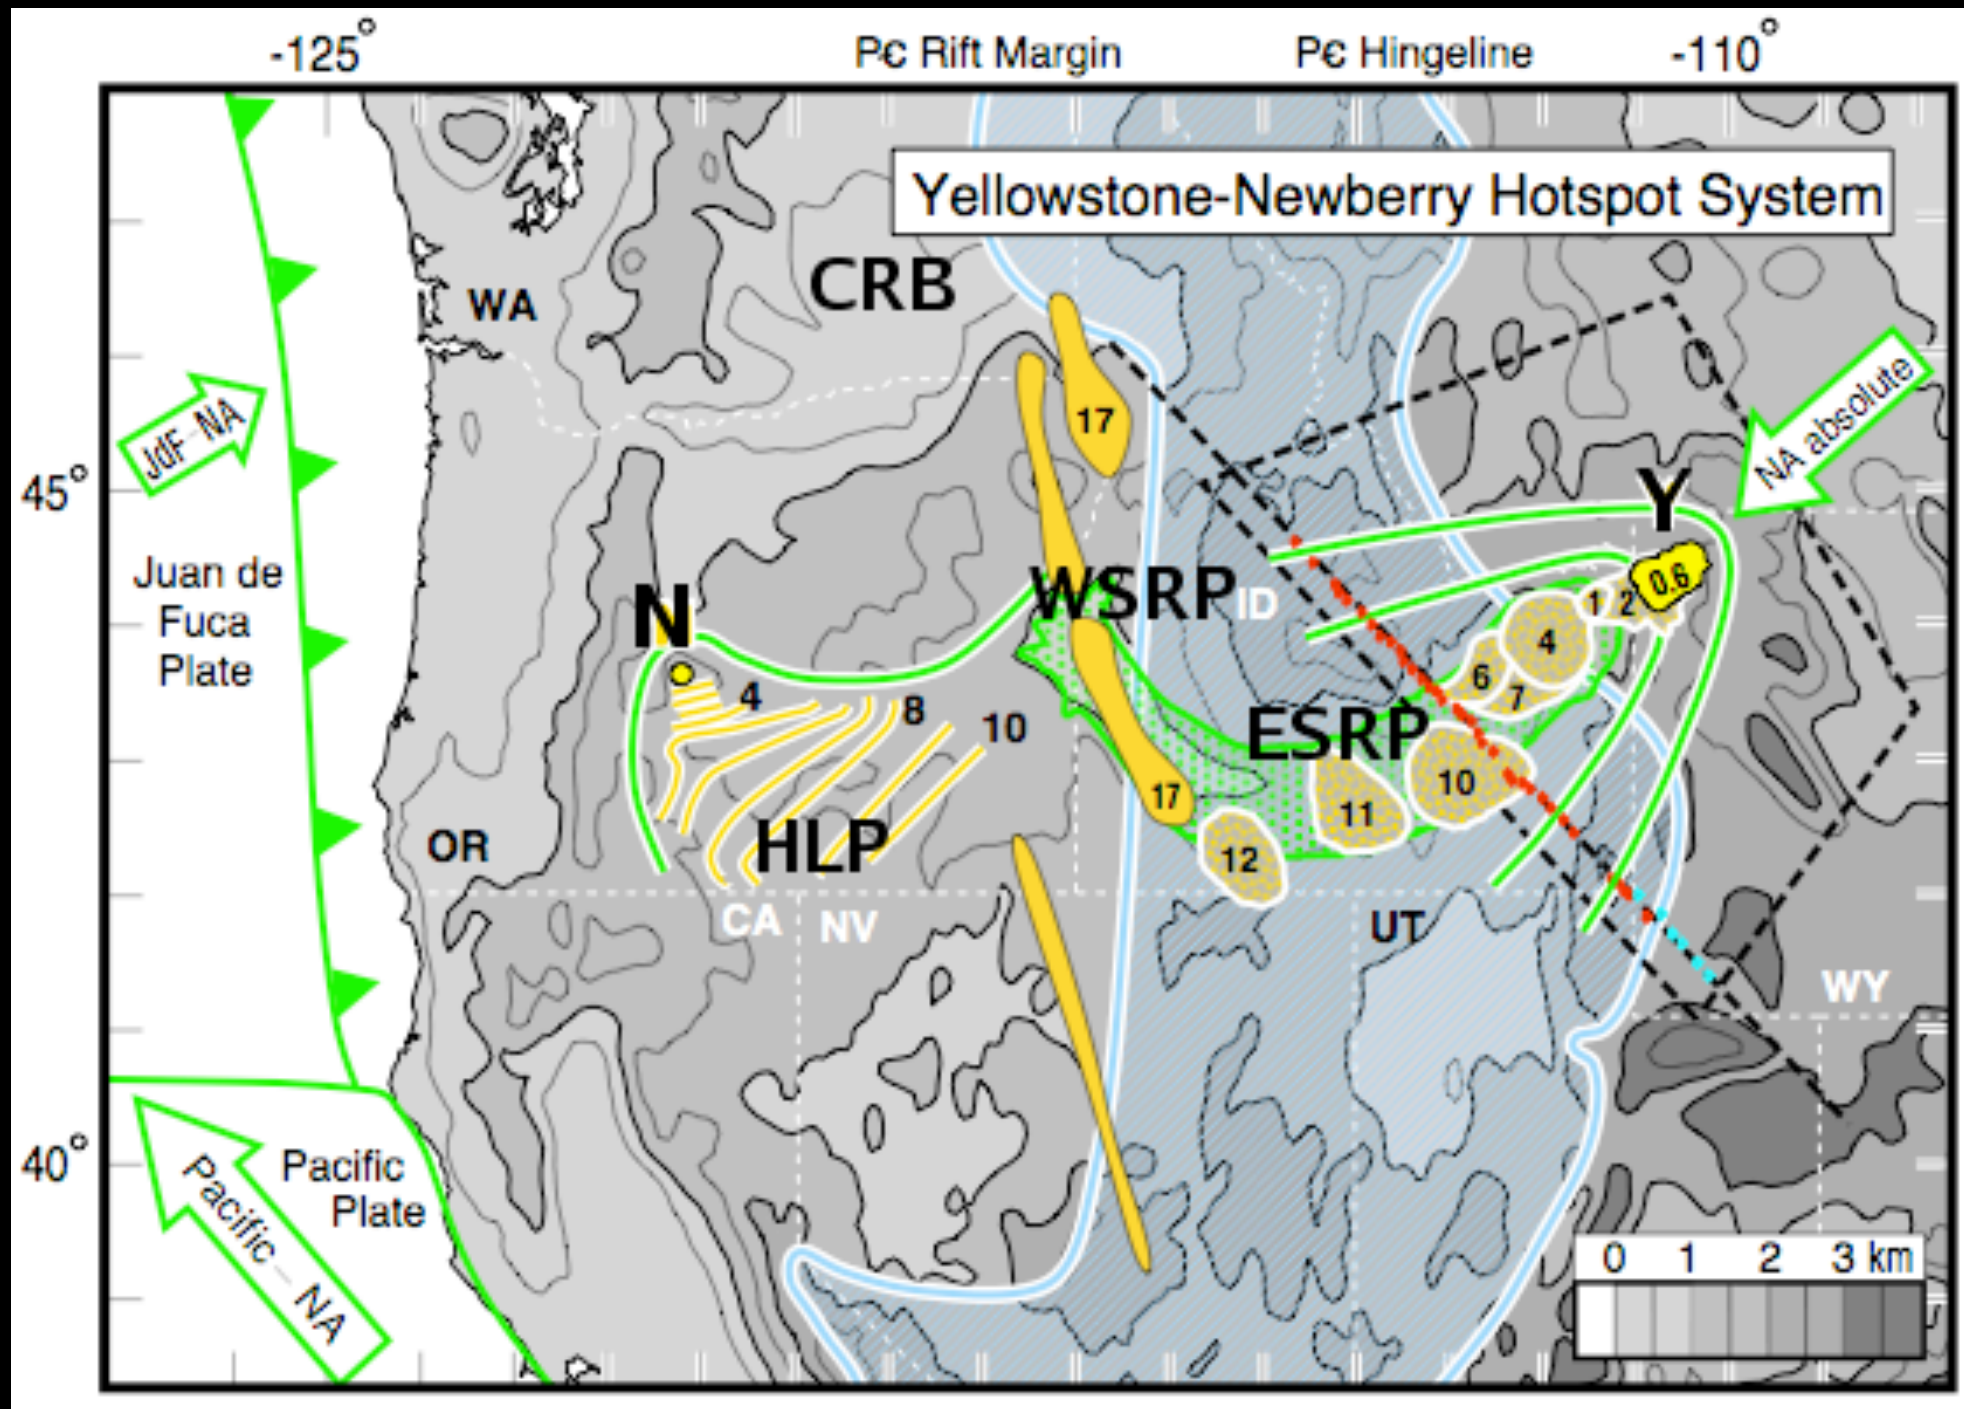 -125°
P€ Rift Margin
P€ Hingeline
-110°
Yellowstone-Newberry Hotspot System
CRB
WA
17
NA absolute
JdF–NA
45°
Y
Juan de
Fuca
Plate
N
WSRP
ID
0.6
1
2
4
6
7
4
8
10
ESRP
10
17
11
12
HLP
OR
CA
NV
UT
WY
40°
Pacific
Plate
Pacific – NA
0 1 2 3 km